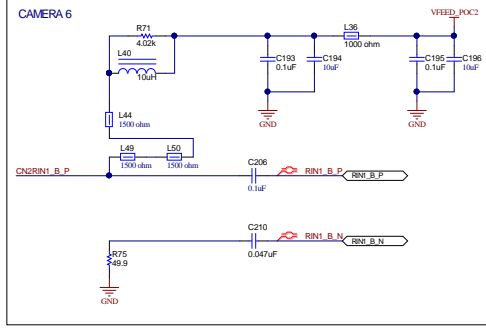 CAMERA 6
VFEED_POC2
R71
4.02k
L36
1000 ohm
L40
10uH
C193
0.1uF
C194
10uF
C195
0.1uF
C196
10uF
GND
GND
L44
1500 ohm
L49
1500 ohm
L50
1500 ohm
CN2RIN1_B_P
C206
0.1uF
RIN1_B_P
RIN1_B_P
C210
0.047uF
RIN1_B_N
RIN1_B_N
R75
49.9
GND